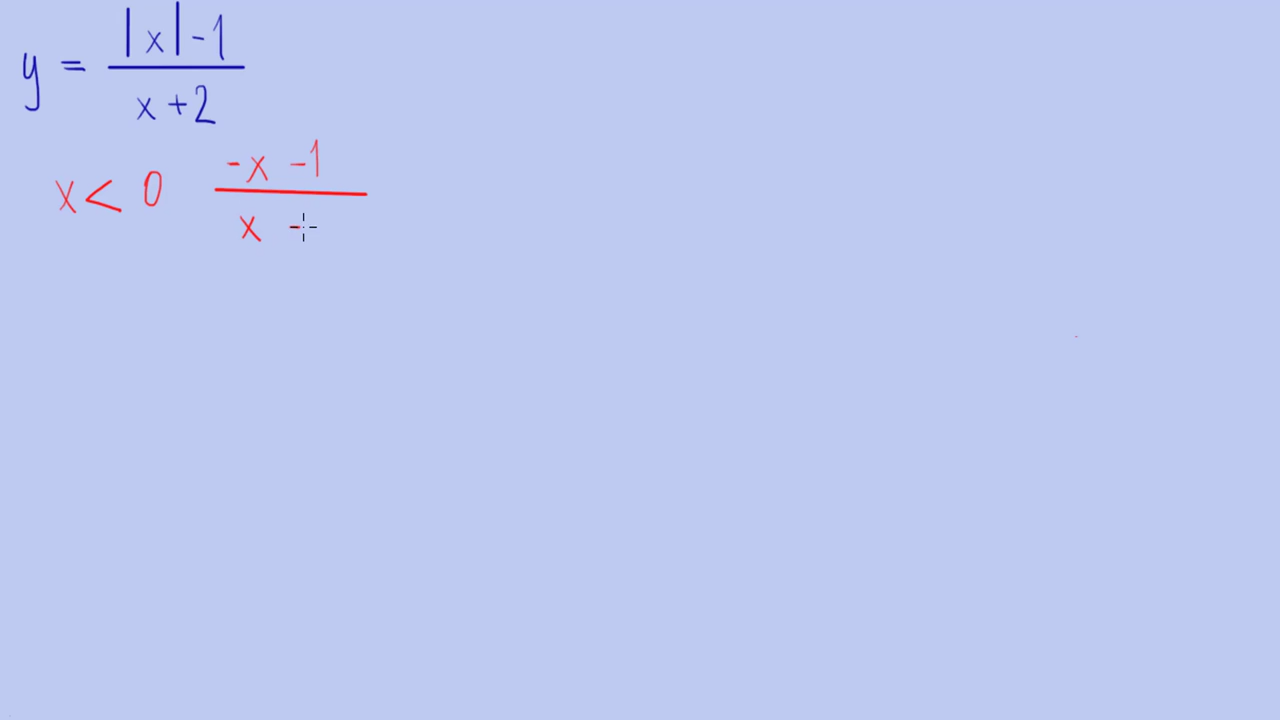 y = |x| - 1 / x + 2
x < 0 -x - 1 / x -